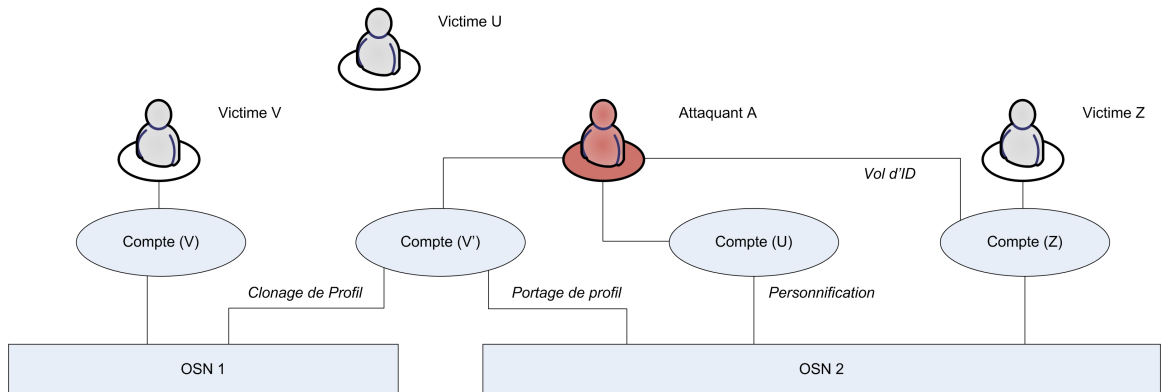 Victime U
Victime V
Attaquant A
Victime Z
Vol d'ID
Compte (V)
Compte (V')
Compte (U)
Compte (Z)
Clonage de Profil
Portage de profil
Personnification
OSN 1
OSN 2